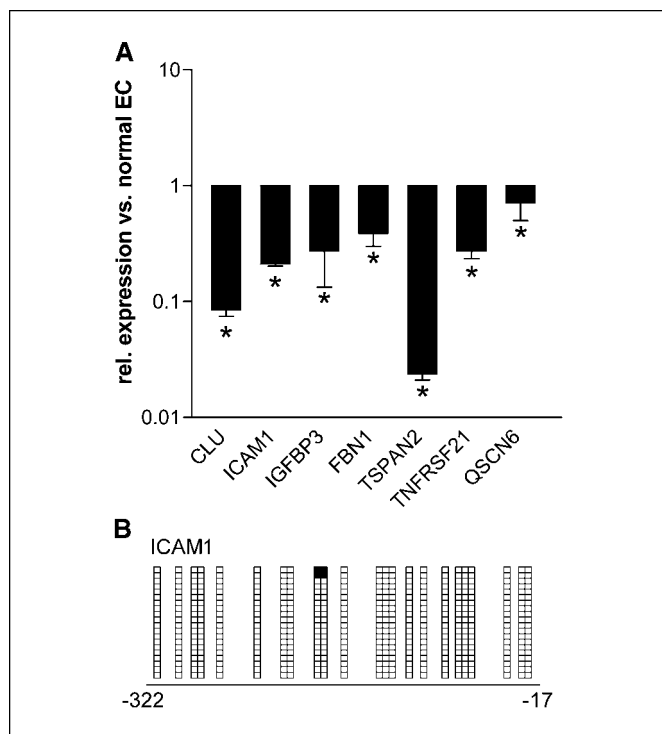 A
rel. expression vs. normal EC
10
1
0.1
0.01
* * * * * * *
CLU ICAM1 IGFBP3 FBN1 TSPAN2 TNFRSF21 QSCN6
B
ICAM1
-322 -17